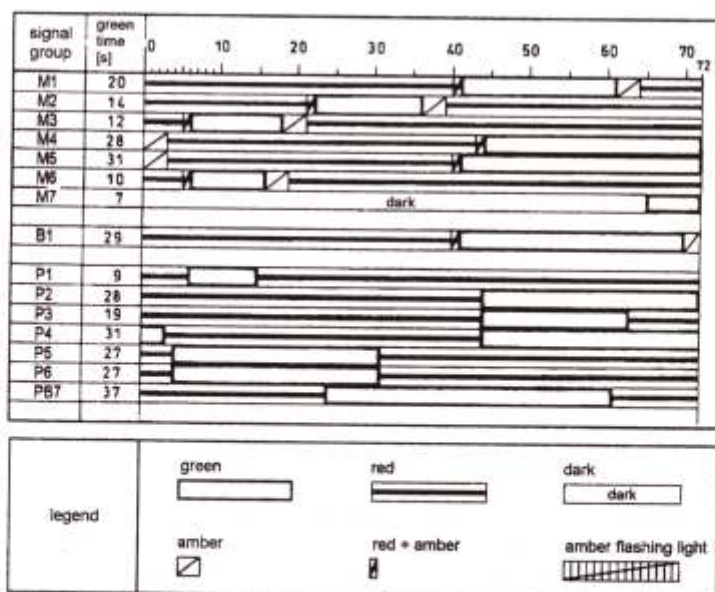 signal group green time [s] 0 10 20 30 40 50 60 70 72
M1 20
M2 14
M3 12
M4 28
M5 31
M6 10
M7 7 dark
B1 29
P1 9
P2 28
P3 19
P4 31
P5 27
P6 27
PB7 37
legend
green red dark
dark
amber red + amber amber flashing light